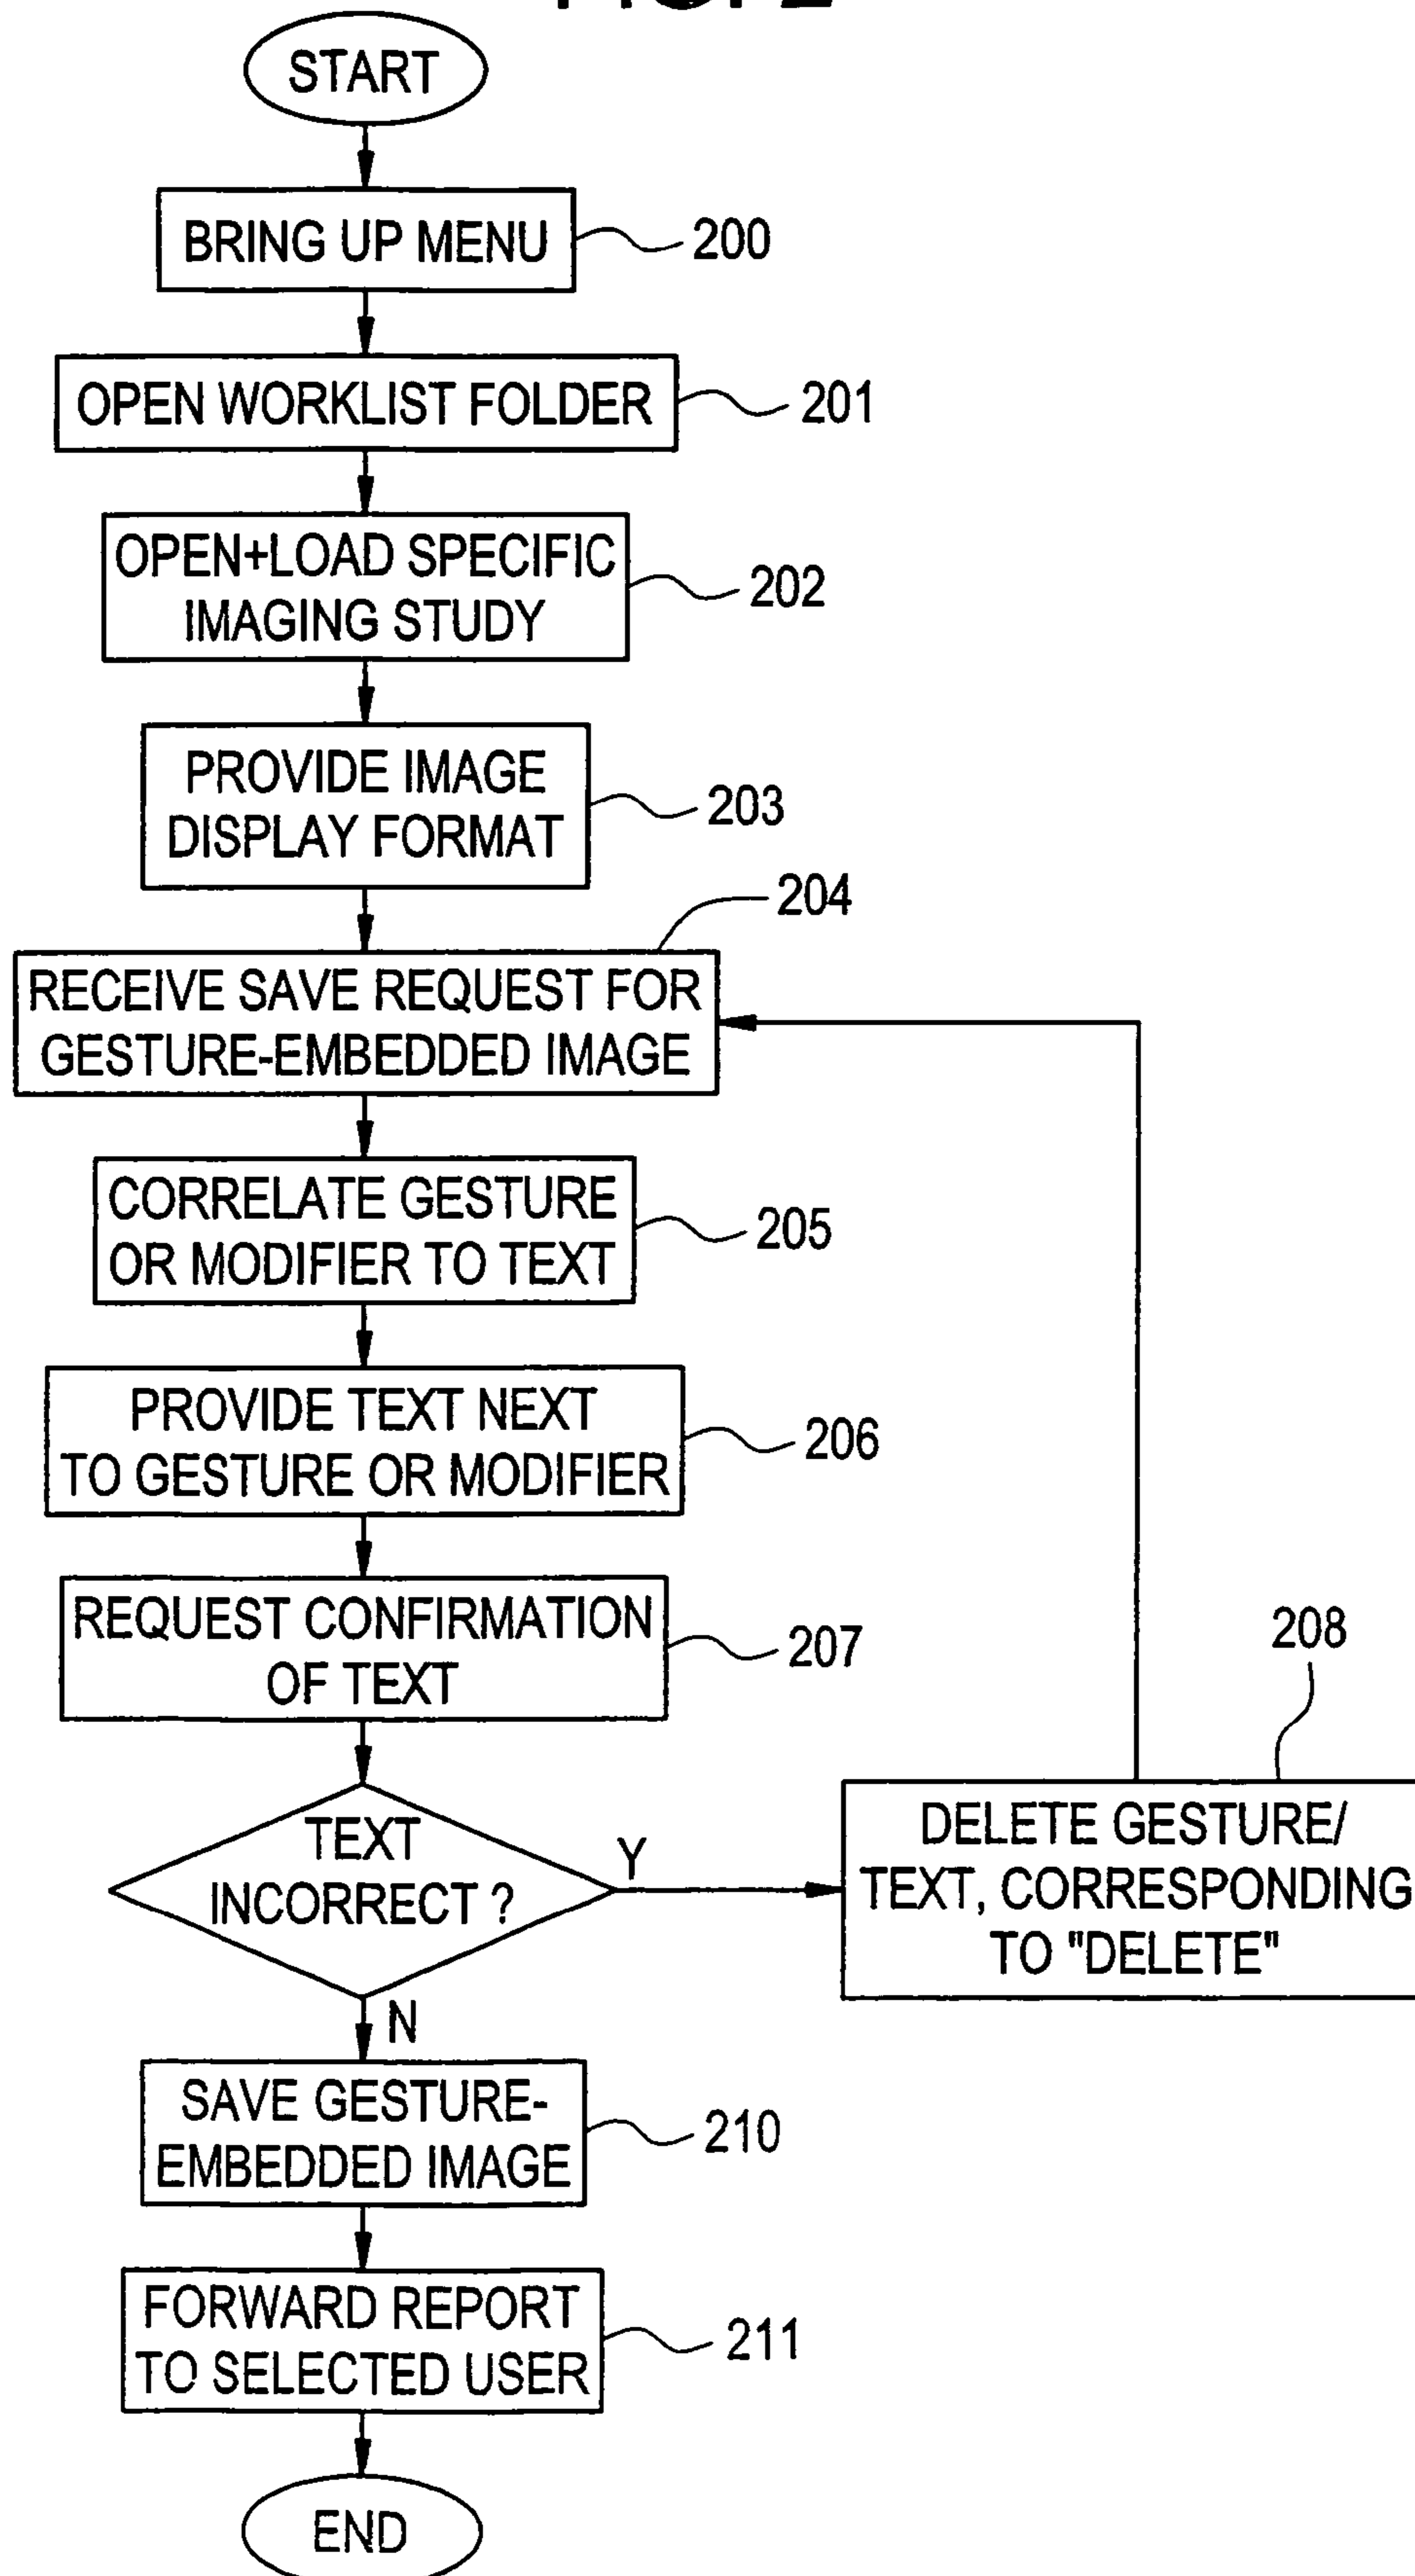 START
BRING UP MENU
200
OPEN WORKLIST FOLDER
201
OPEN+LOAD SPECIFIC
IMAGING STUDY
202
PROVIDE IMAGE
DISPLAY FORMAT
203
204
RECEIVE SAVE REQUEST FOR
GESTURE-EMBEDDED IMAGE
CORRELATE GESTURE
OR MODIFIER TO TEXT
205
PROVIDE TEXT NEXT
TO GESTURE OR MODIFIER
206
REQUEST CONFIRMATION
OF TEXT
207
208
TEXT
INCORRECT ?
Y
DELETE GESTURE/
TEXT, CORRESPONDING
TO "DELETE"
N
SAVE GESTURE-
EMBEDDED IMAGE
210
FORWARD REPORT
TO SELECTED USER
211
END